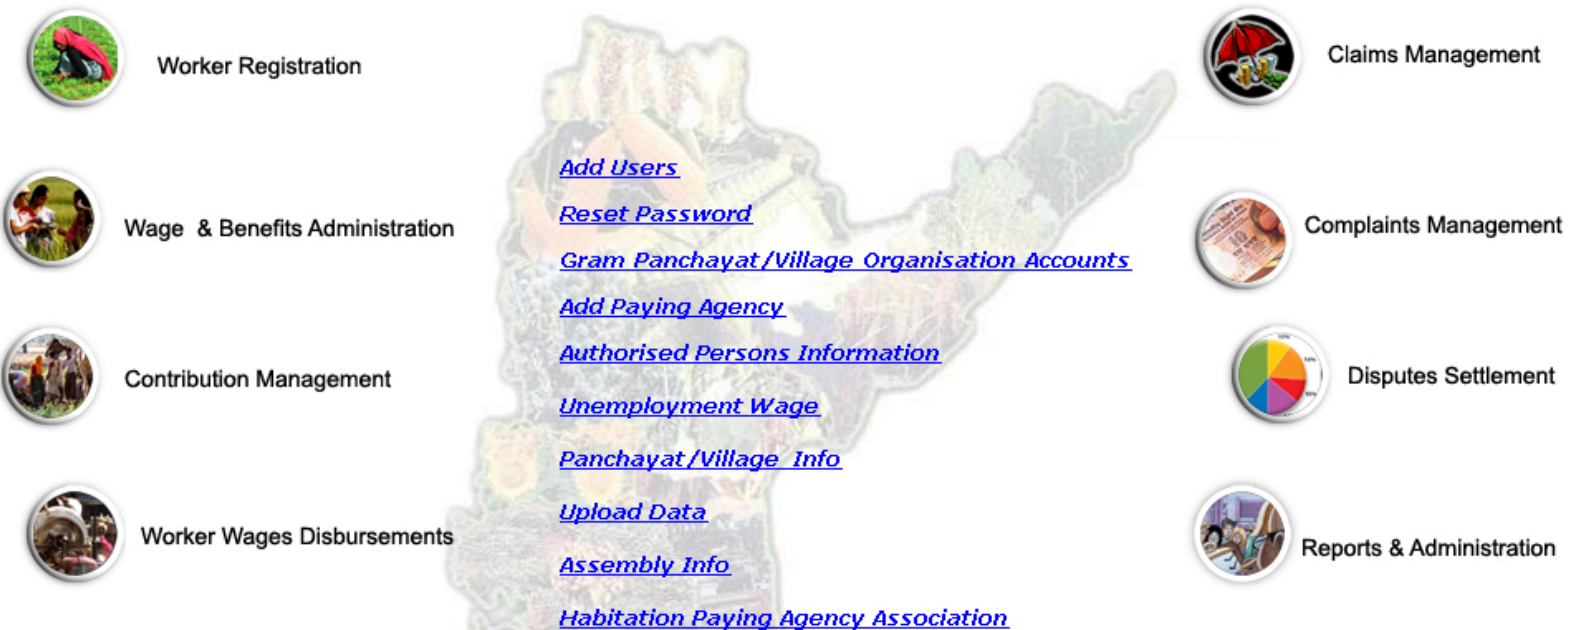 Worker Registration
Wage & Benefits Administration
Contribution Management
Worker Wages Disbursements
Add Users
Reset Password
Gram Panchayat/Village Organisation Accounts
Add Paying Agency
Authorised Persons Information
Unemployment Wage
Panchayat/Village Info
Upload Data
Assembly Info
Habitation Paying Agency Association
Claims Management
Complaints Management
Disputes Settlement
Reports & Administration